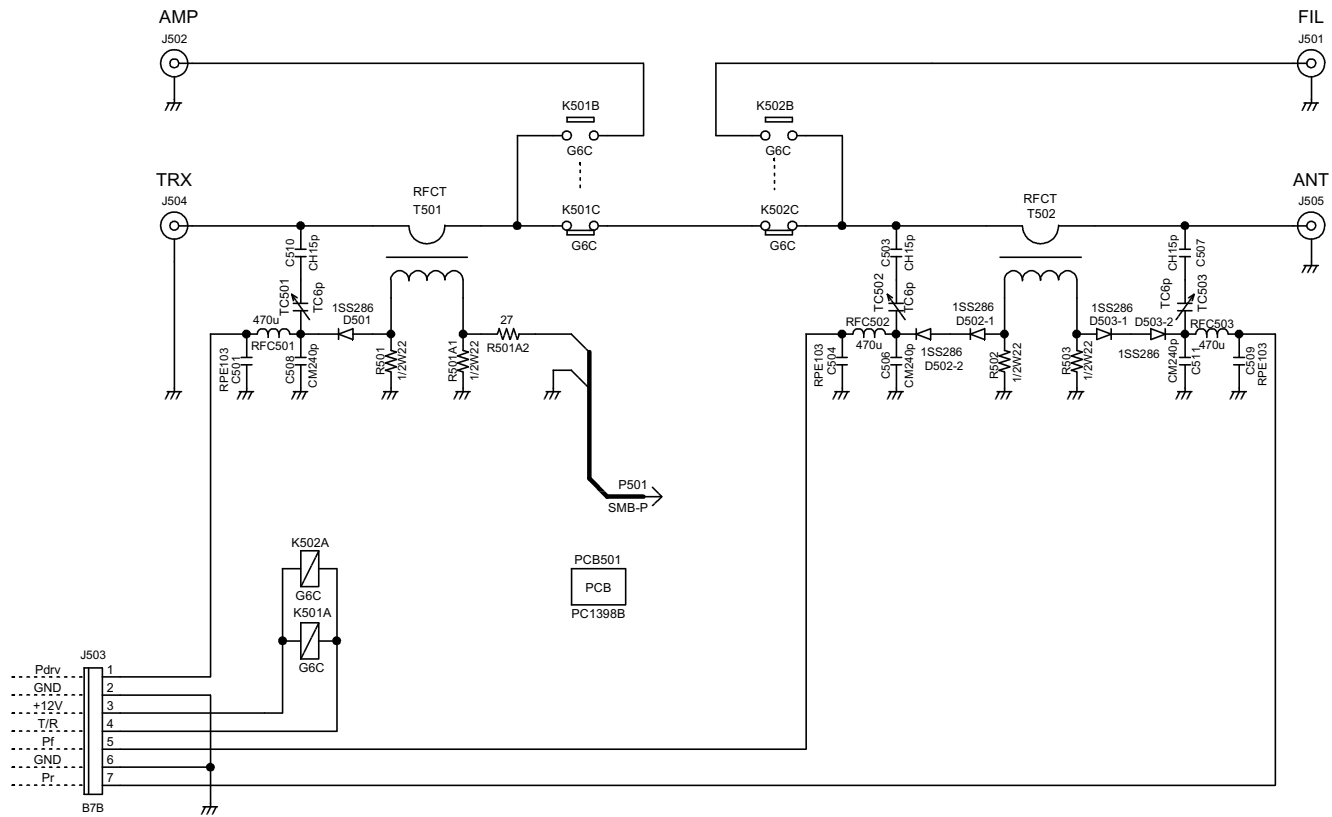 AMP
J502
FIL
J501
K501B
G6C
K502B
G6C
TRX
J504
ANT
J505
RFCT
T501
K501C
G6C
K502C
G6C
RFCT
T502
C510
CH15p
TC501
TC6p
470u
RFC501
1SS286
D501
RPE103
C501
C508
CM240p
R501
1/2W22
R501A1
1/2W22
27
R501A2
C503
CH15p
TC502
TC6p
RFC502
470u
1SS286
D502-1
1SS286
D502-2
RPE103
C504
C506
CM240p
R502
1/2W22
R503
1/2W22
1SS286
D503-1
D503-2
1SS286
C507
CH15p
TC503
TC6p
RFC503
470u
CM240p
C511
C509
RPE103
P501
SMB-P
K502A
G6C
K501A
G6C
PCB501
PCB
PC1398B
J503
Pdrv 1
GND 2
+12V 3
T/R 4
Pf 5
GND 6
Pr 7
B7B